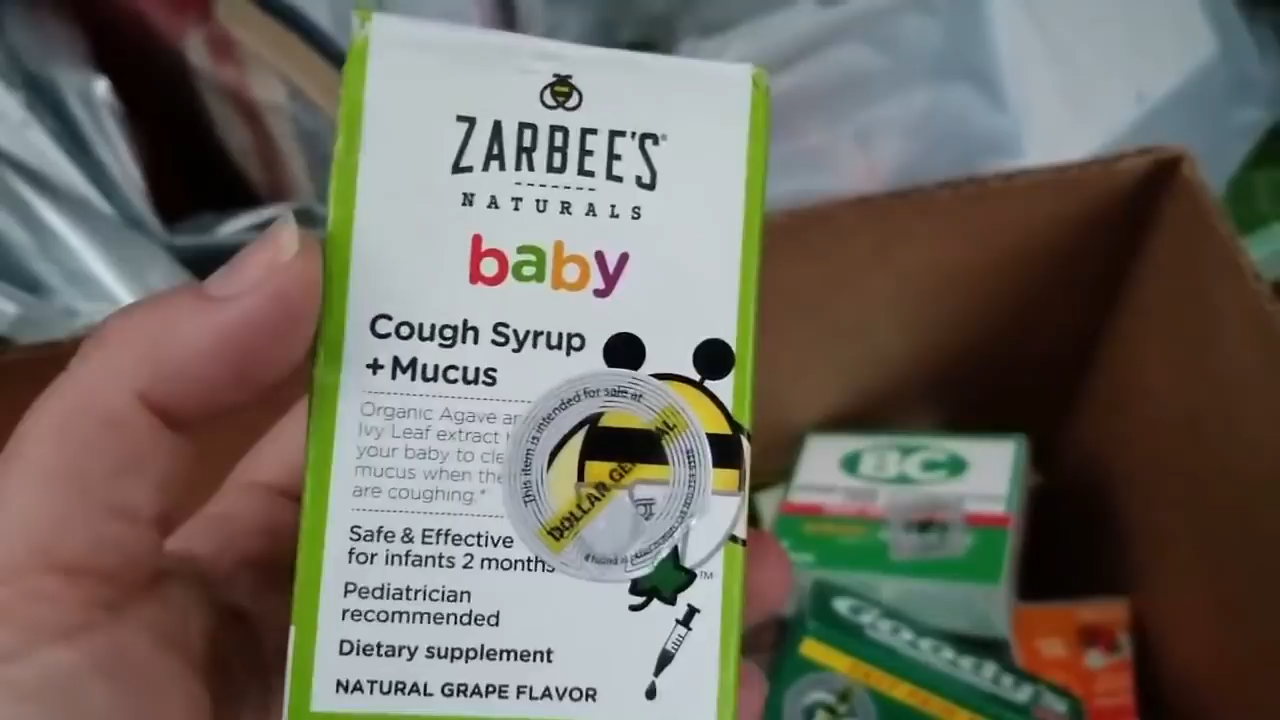 ZARBEE'S
NATURALS
baby
Cough Syrup
+Mucus
Organic Agave
Ivy Leaf extract
your baby to
mucus when
are coughing.*
Safe & Effective
for infants 2 months
Pediatrician
recommended
Dietary supplement
NATURAL GRAPE FLAVOR
TM
This item is intended for sale at
DOLLAR
BC
Goody's